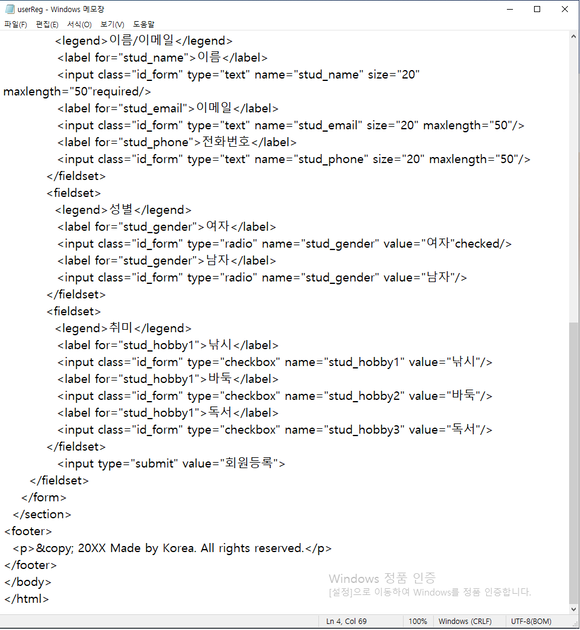 userReg - Windows 메모장
파일(F) 편집(E) 서식(O) 보기(V) 도움말
<legend>이름/이메일</legend>
<label for="stud_name">이름</label>
<input class="id_form" type="text" name="stud_name" size="20"
maxlength="50"required/>
<label for="stud_email">이메일</label>
<input class="id_form" type="text" name="stud_email" size="20" maxlength="50"/>
<label for="stud_phone">전화번호</label>
<input class="id_form" type="text" name="stud_phone" size="20" maxlength="50"/>
</fieldset>
<fieldset>
<legend>성별</legend>
<label for="stud_gender">여자</label>
<input class="id_form" type="radio" name="stud_gender" value="여자"checked/>
<label for="stud_gender">남자</label>
<input class="id_form" type="radio" name="stud_gender" value="남자"/>
</fieldset>
<fieldset>
<legend>취미</legend>
<label for="stud_hobby1">낚시</label>
<input class="id_form" type="checkbox" name="stud_hobby1" value="낚시"/>
<label for="stud_hobby1">바둑</label>
<input class="id_form" type="checkbox" name="stud_hobby2" value="바둑"/>
<label for="stud_hobby1">독서</label>
<input class="id_form" type="checkbox" name="stud_hobby3" value="독서"/>
</fieldset>
<input type="submit" value="회원등록">
</fieldset>
</form>
</section>
<footer>
<p>&copy; 20XX Made by Korea. All rights reserved.</p>
</footer>
</body>
</html>
Windows 정품 인증
[설정]으로 이동하여 Windows를 정품 인증합니다.
Ln 4, Col 69 100% Windows (CRLF) UTF-8(BOM)